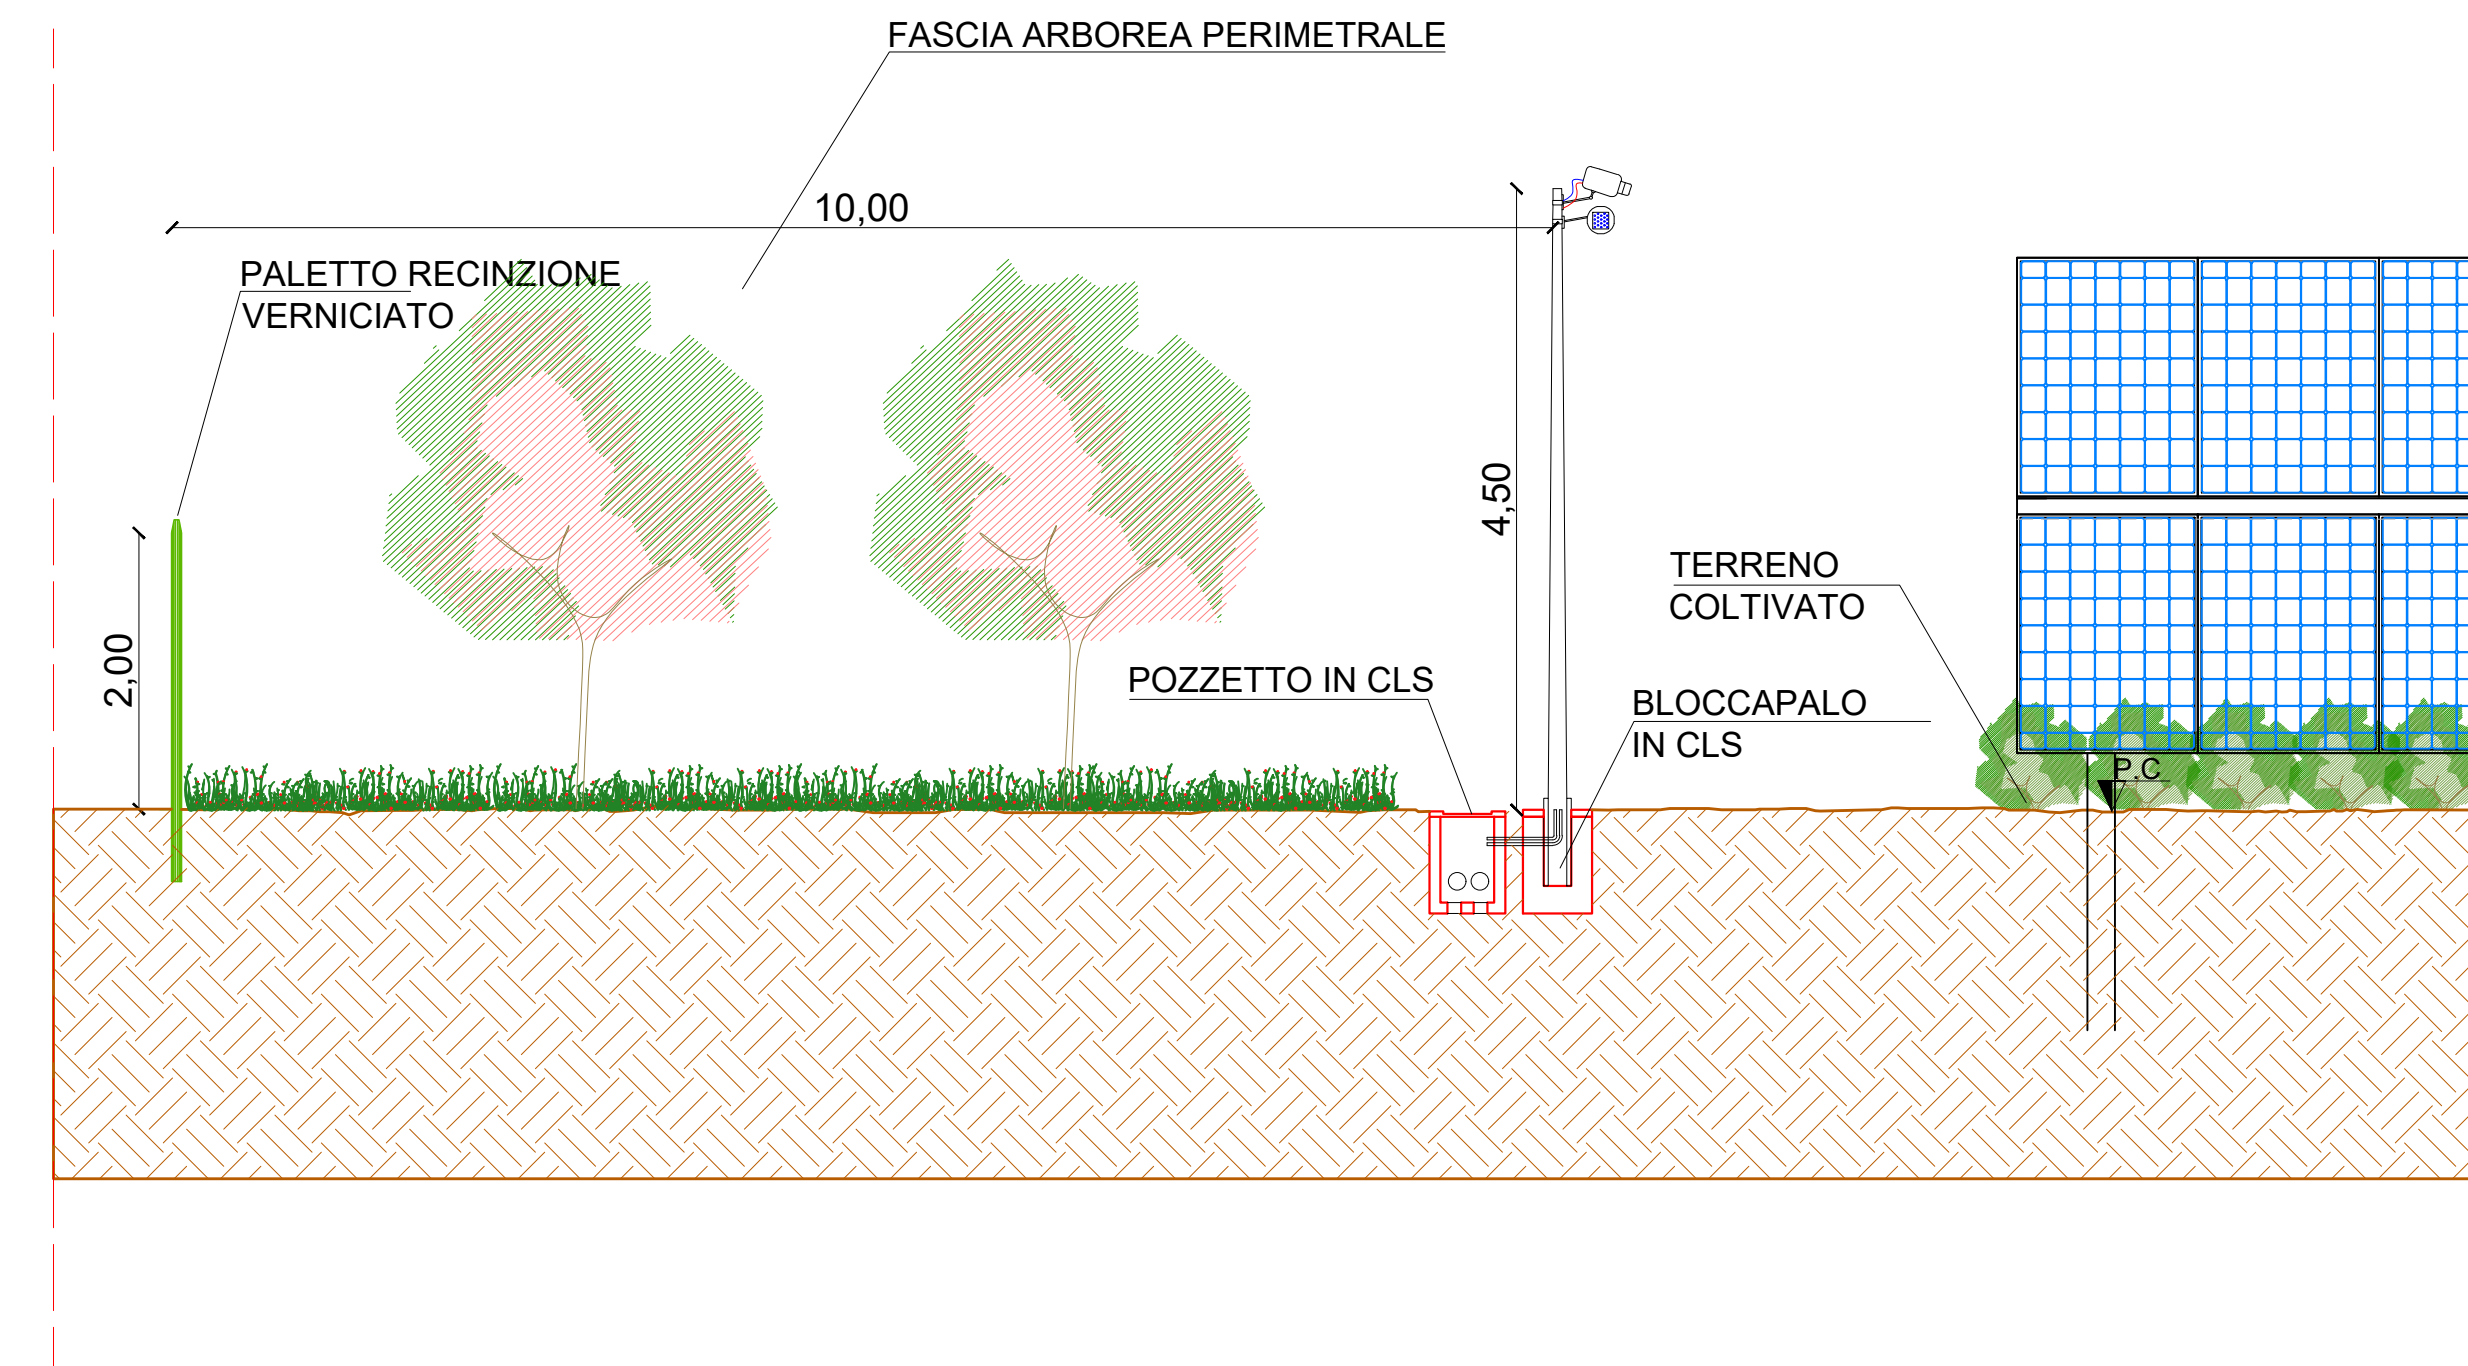 FASCIA ARBOREA PERIMETRALE
10,00
PALETTO RECINZIONE
VERNICIATO
4,50
2,00
TERRENO
COLTIVATO
POZZETTO IN CLS
BLOCCAPALO
IN CLS
P.C